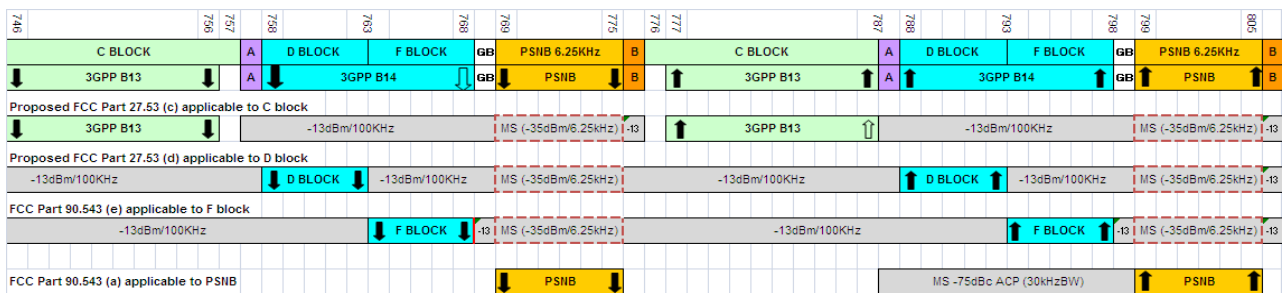 746 756 757 758 763 768 769 775 776 777 787 788 793 798 799 805
C BLOCK A D BLOCK F BLOCK GB PSNB 6.25KHz B C BLOCK A D BLOCK F BLOCK GB PSNB 6.25KHz B
3GPP B13 A 3GPP B14 GB PSNB B 3GPP B13 A 3GPP B14 GB PSNB B
Proposed FCC Part 27.53 (c) applicable to C block
3GPP B13 -13dBm/100KHz MS (-35dBm/6.25kHz) -13 3GPP B13 -13dBm/100KHz MS (-35dBm/6.25kHz) -13
Proposed FCC Part 27.53 (d) applicable to D block
-13dBm/100KHz D BLOCK -13dBm/100KHz MS (-35dBm/6.25kHz) -13dBm/100KHz D BLOCK -13dBm/100KHz MS (-35dBm/6.25kHz) -13
FCC Part 90.543 (e) applicable to F block
-13dBm/100KHz F BLOCK -13 MS (-35dBm/6.25kHz) -13dBm/100KHz F BLOCK -13 MS (-35dBm/6.25kHz) -13
FCC Part 90.543 (a) applicable to PSNB PSNB MS -75dBc ACP (30kHzBW) PSNB